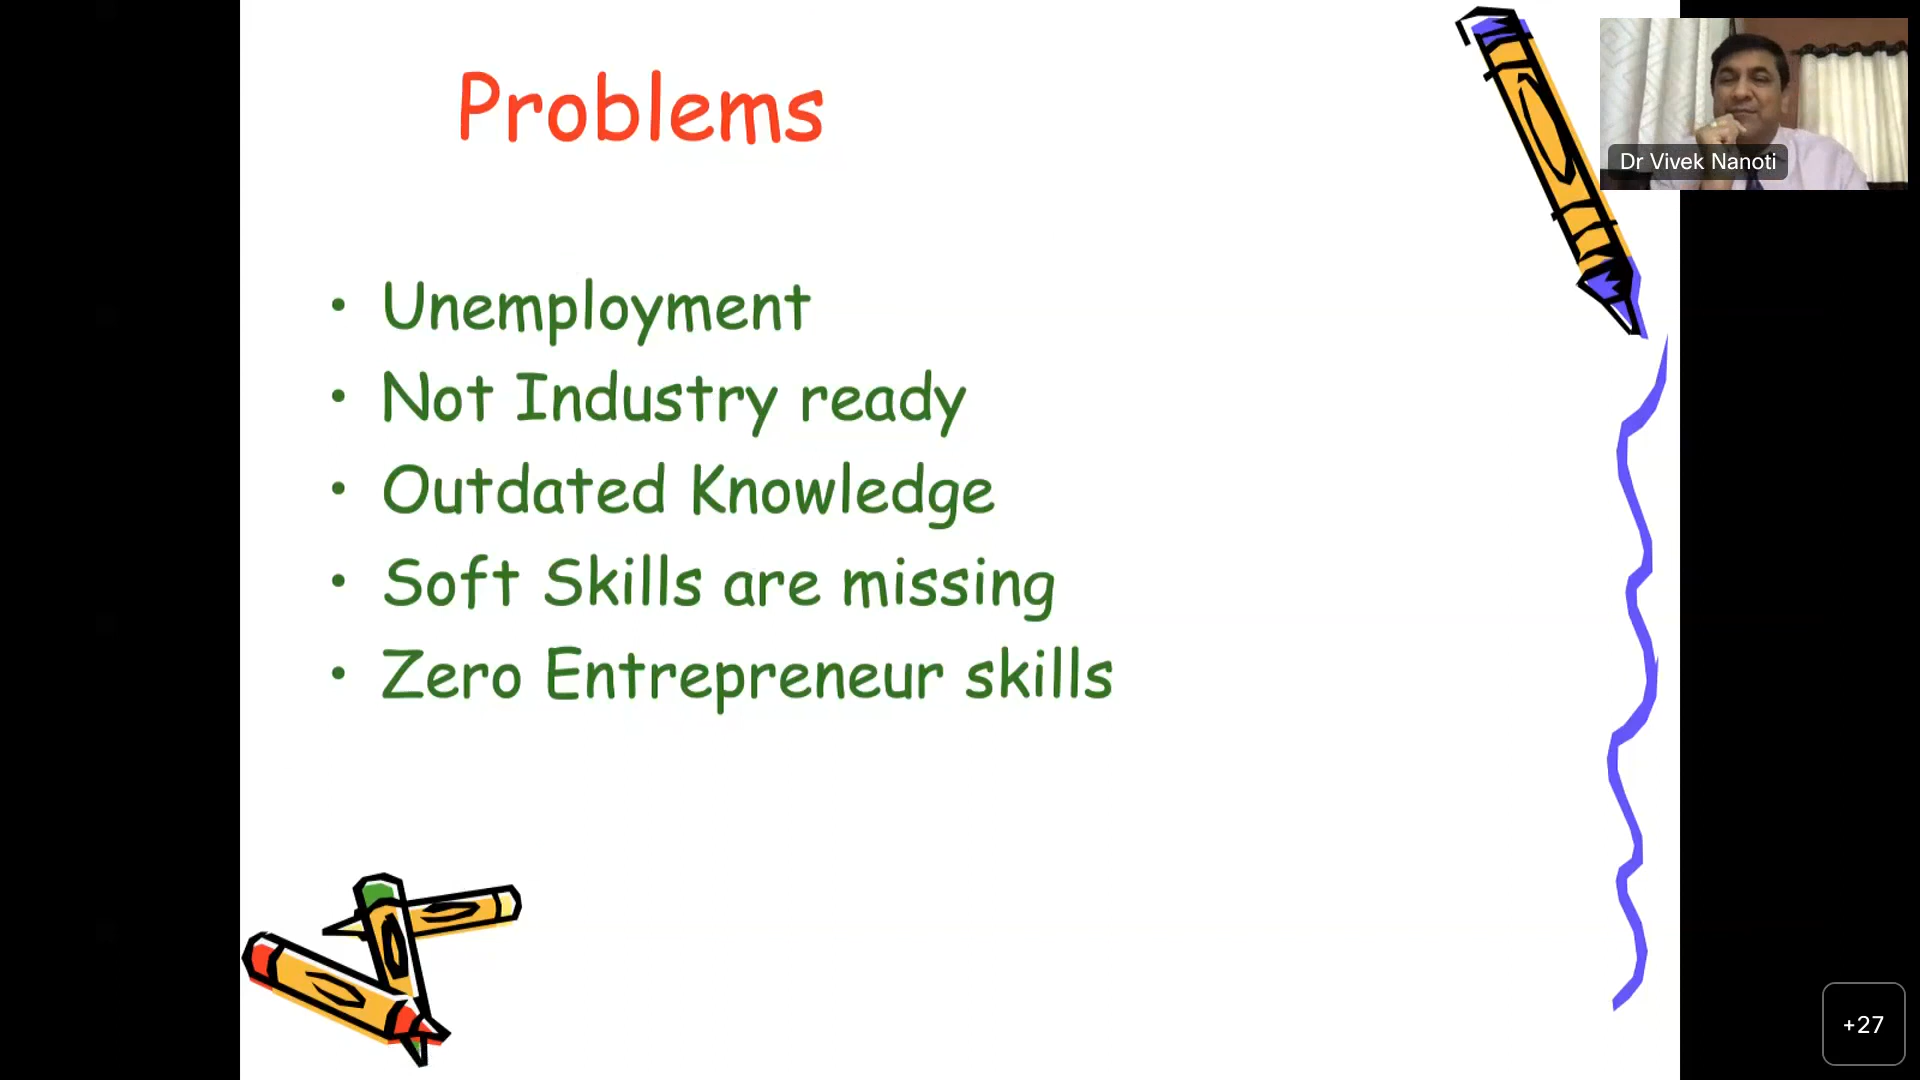 Problems
Dr Vivek Nanoti
• Unemployment
• Not Industry ready
• Outdated Knowledge
• Soft Skills are missing
• Zero Entrepreneur skills
+27